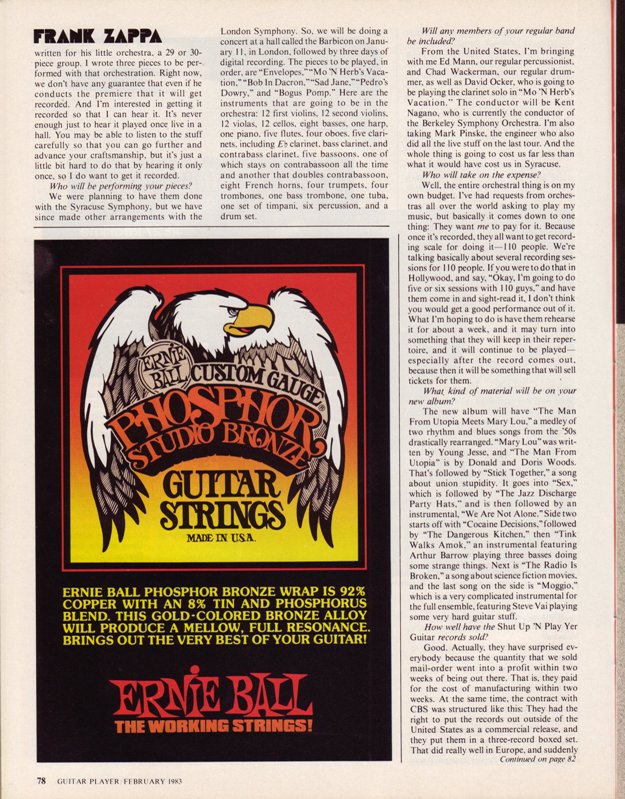 FRANK ZAPPA
written for his little orchestra, a 29 or 30-
piece group. I wrote three pieces to be per-
formed with that orchestration. Right now,
we don't have any guarantee that even if he
conducts the premiere that it will get
recorded. And I'm interested in getting it
recorded so that I can hear it. It's never
enough just to hear it played once live in a
hall. You may be able to listen to the stuff
carefully so that you can go further and
advance your craftsmanship, but it's just a
little bit hard to do that by hearing it only
once, so I do want to get it recorded.
Who will be performing your pieces?
We were planning to have them done
with the Syracuse Symphony, but we have
since made other arrangements with the
London Symphony. So, we will be doing a
concert at a hall called the Barbicon on Janu-
ary 11, in London, followed by three days of
digital recording. The pieces to be played, in
order, are "Envelopes," "Mo 'N Herb's Vaca-
tion," "Bob In Dacron," "Sad Jane," "Pedro's
Dowry," and "Bogus Pomp." Here are the
instruments that are going to be in the
orchestra: 12 first violins, 12 second violins,
12 violas, 12 cellos, eight basses, one harp,
one piano, five flutes, four oboes, five clari-
nets, including E♭ clarinet, bass clarinet, and
contrabass clarinet, five bassoons, one of
which stays on contrabassoon all the time
and another that doubles contrabassoon,
eight French horns, four trumpets, four
trombones, one bass trombone, one tuba,
one set of timpani, six percussion, and a
drum set.
Will any members of your regular band
be included?
From the United States, I'm bringing
with me Ed Mann, our regular percussionist,
and Chad Wackerman, our regular drum-
mer, as well as David Ocker, who is going to
be playing the clarinet solo in "Mo 'N Herb's
Vacation." The conductor will be Kent
Nagano, who is currently the conductor of
the Berkeley Symphony Orchestra. I'm also
taking Mark Pinske, the engineer who also
did all the live stuff on the last tour. And the
whole thing is going to cost us far less than
what it would have cost us in Syracuse.
Who will take on the expense?
Well, the entire orchestral thing is on my
own budget. I've had requests from orches-
tras all over the world asking to play my
music, but basically it comes down to one
thing: They want me to pay for it. Because
once it's recorded, they all want to get record-
ing scale for doing it—110 people. We're
talking basically about several recording ses-
sions for 110 people. If you were to do that in
Hollywood, and say, "Okay, I'm going to do
five or six sessions with 110 guys," and have
them come in and sight-read it, I don't think
you would get a good performance out of it.
What I'm hoping to do is have them rehearse
it for about a week, and it may turn into
something that they will keep in their reper-
toire, and it will continue to be played—
especially after the record comes out,
because then it will be something that will sell
tickets for them.
What kind of material will be on your
new album?
The new album will have "The Man
From Utopia Meets Mary Lou," a medley of
two rhythm and blues songs from the '50s
drastically rearranged. "Mary Lou" was writ-
ten by Young Jesse, and "The Man From
Utopia" is by Donald and Doris Woods.
That's followed by "Stick Together," a song
about union stupidity. It goes into "Sex,"
which is followed by "The Jazz Discharge
Party Hats," and is then followed by an
instrumental, "We Are Not Alone." Side two
starts off with "Cocaine Decisions," followed
by "The Dangerous Kitchen," then "Tink
Walks Amok," an instrumental featuring
Arthur Barrow playing three basses doing
some strange things. Next is "The Radio Is
Broken," a song about science fiction movies,
and the last song on the side is "Moggio,"
which is a very complicated instrumental for
the full ensemble, featuring Steve Vai playing
some very hard guitar stuff.
How well have the Shut Up 'N Play Yer
Guitar records sold?
Good. Actually, they have surprised ev-
erybody because the quantity that we sold
mail-order went into a profit within two
weeks of being out there. That is, they paid
for the cost of manufacturing within two
weeks. At the same time, the contract with
CBS was structured like this: They had the
right to put the records out outside of the
United States as a commercial release, and
they put them in a three-record boxed set.
That did really well in Europe, and suddenly
Continued on page 82
ERNIE
BALL
CUSTOM GAUGE®
PHOSPHOR
STUDIO BRONZE
GUITAR
STRINGS
MADE IN U.S.A.
ERNIE BALL PHOSPHOR BRONZE WRAP IS 92%
COPPER WITH AN 8% TIN AND PHOSPHORUS
BLEND. THIS GOLD-COLORED BRONZE ALLOY
WILL PRODUCE A MELLOW, FULL RESONANCE.
BRINGS OUT THE VERY BEST OF YOUR GUITAR!
ERNIE BALL
THE WORKING STRINGS!
78 GUITAR PLAYER/FEBRUARY 1983